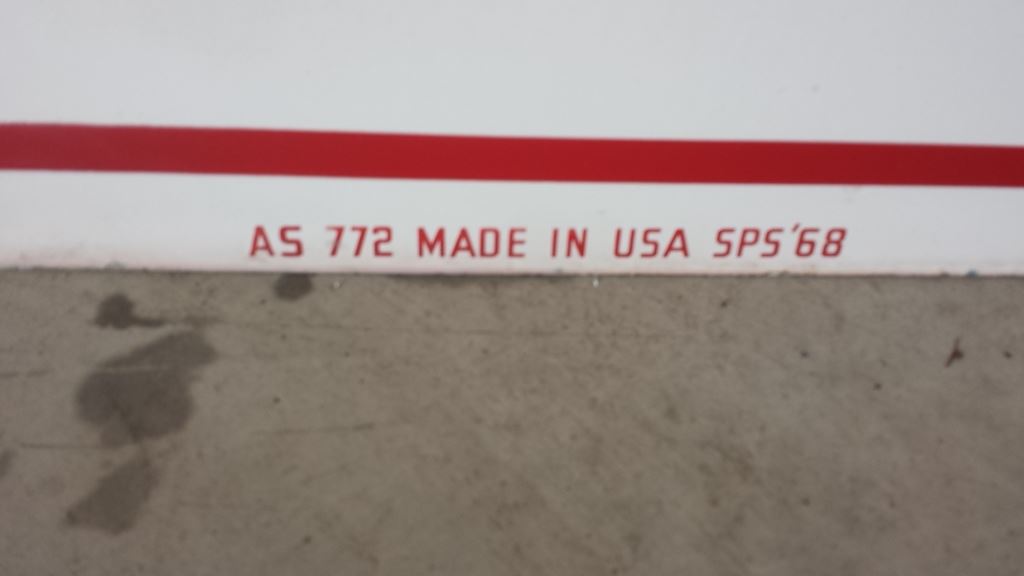 AS 772 MADE IN USA SPS'68